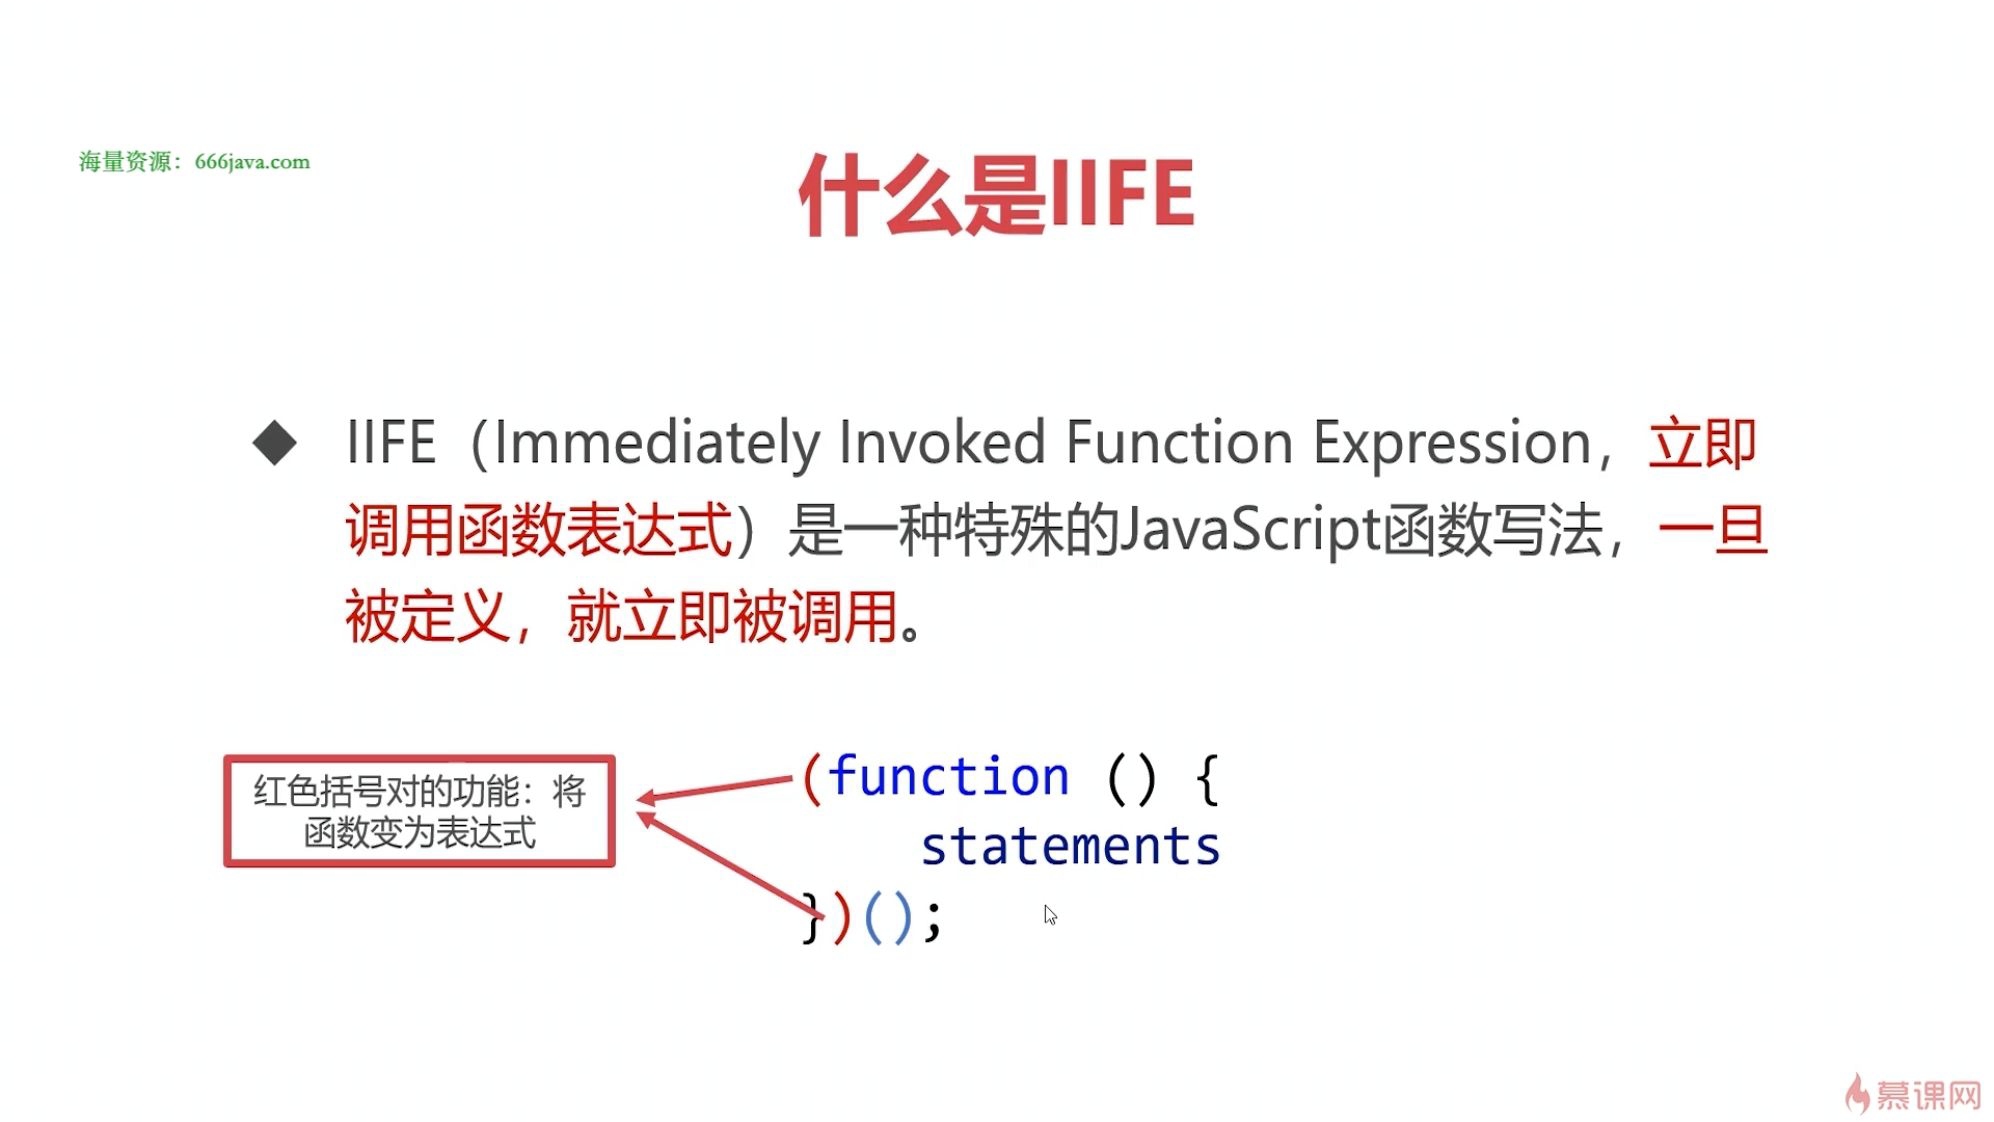 海量资源：666java.com
什么是IIFE
◆ IIFE（Immediately Invoked Function Expression，立即
调用函数表达式）是一种特殊的JavaScript函数写法，一旦
被定义，就立即被调用。
红色括号对的功能：将
函数变为表达式
(function () {
    statements
})();
慕课网